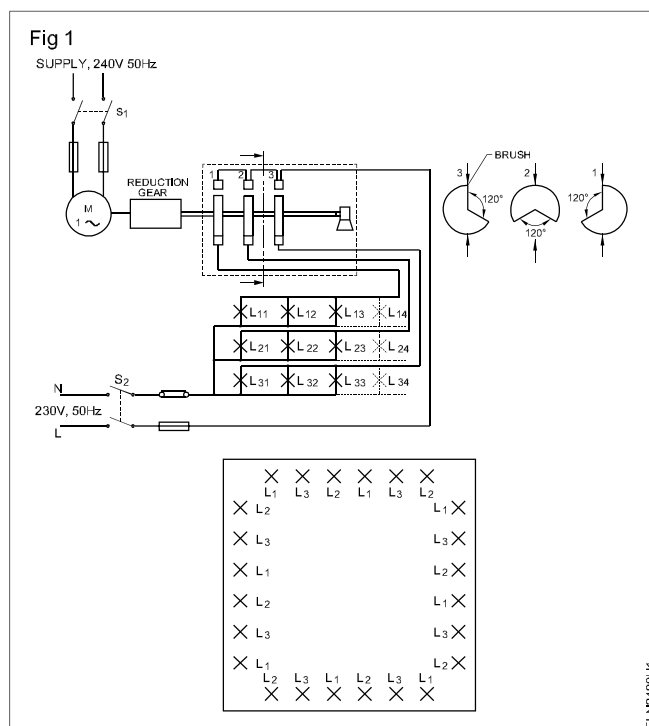 Fig 1
SUPPLY, 240V 50Hz
S1
M
1
REDUCTION
GEAR
1 2 3
3 BRUSH 2 1
120° 120° 120°
L11 L12 L13 L14
L21 L22 L23 L24
L31 L32 L33 L34
N S2
230V, 50Hz
L
L1 L3 L2 L1 L3 L2
L2 L1
L3 L3
L1 L2
L2 L1
L3 L3
L1 L2
L2 L3 L1 L2 L3 L1